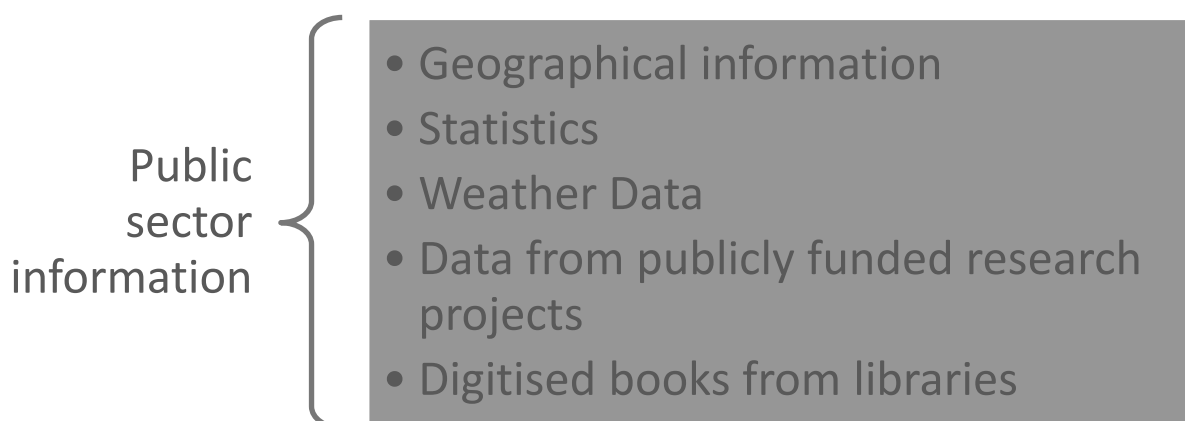 Public
sector
information
• Geographical information
• Statistics
• Weather Data
• Data from publicly funded research
projects
• Digitised books from libraries